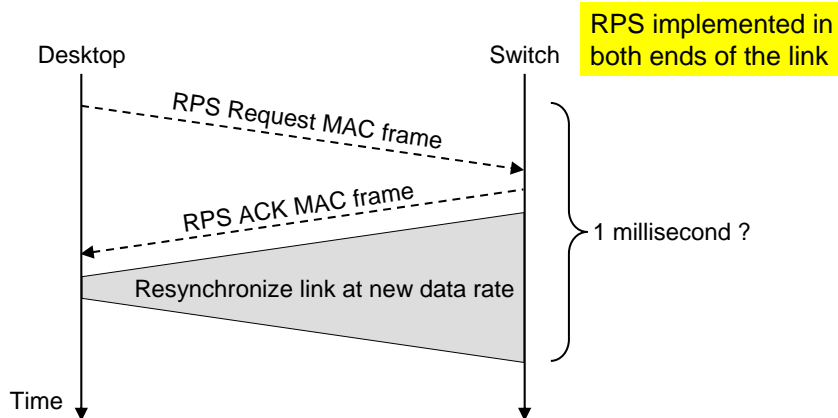 RPS implemented in
both ends of the link
Desktop
Switch
RPS Request MAC frame
RPS ACK MAC frame
1 millisecond ?
Resynchronize link at new data rate
Time